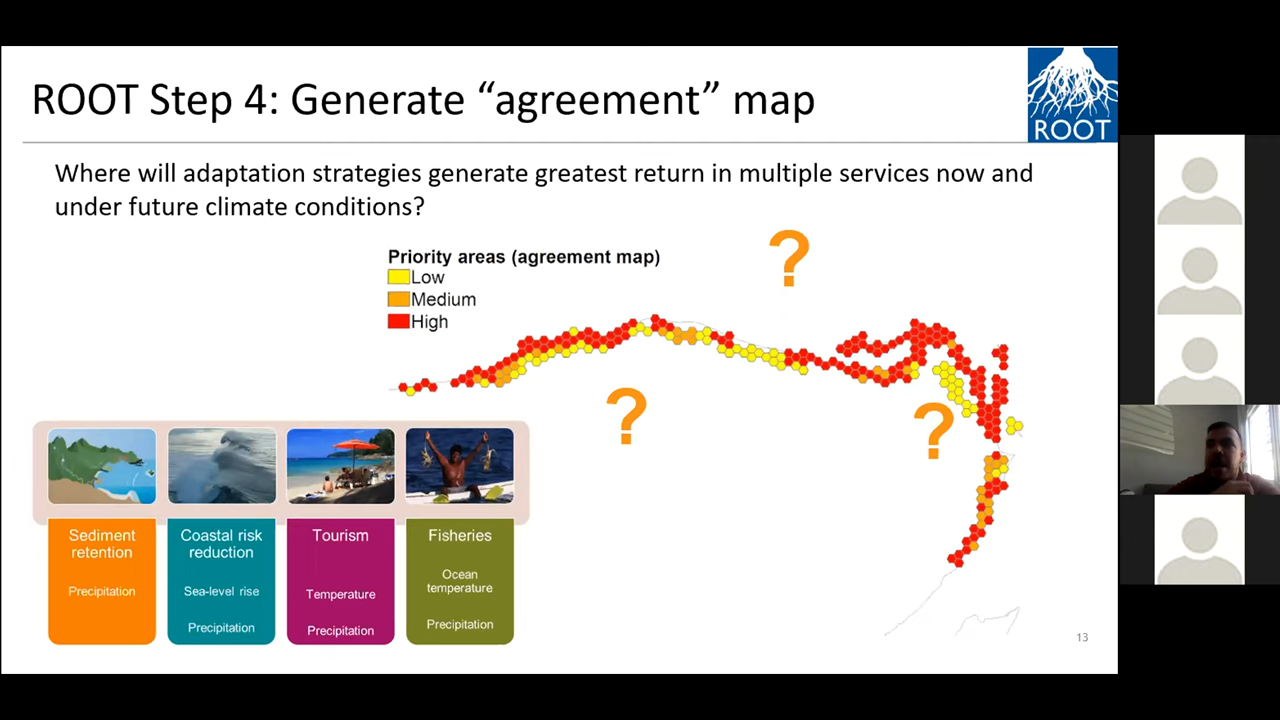 ROOT Step 4: Generate “agreement” map
ROOT
Where will adaptation strategies generate greatest return in multiple services now and
under future climate conditions?
?
Priority areas (agreement map)
Low
Medium
High
?
?
Sediment
retention
Precipitation
Coastal risk
reduction
Sea-level rise
Precipitation
Tourism
Temperature
Precipitation
Fisheries
Ocean
temperature
Precipitation
13